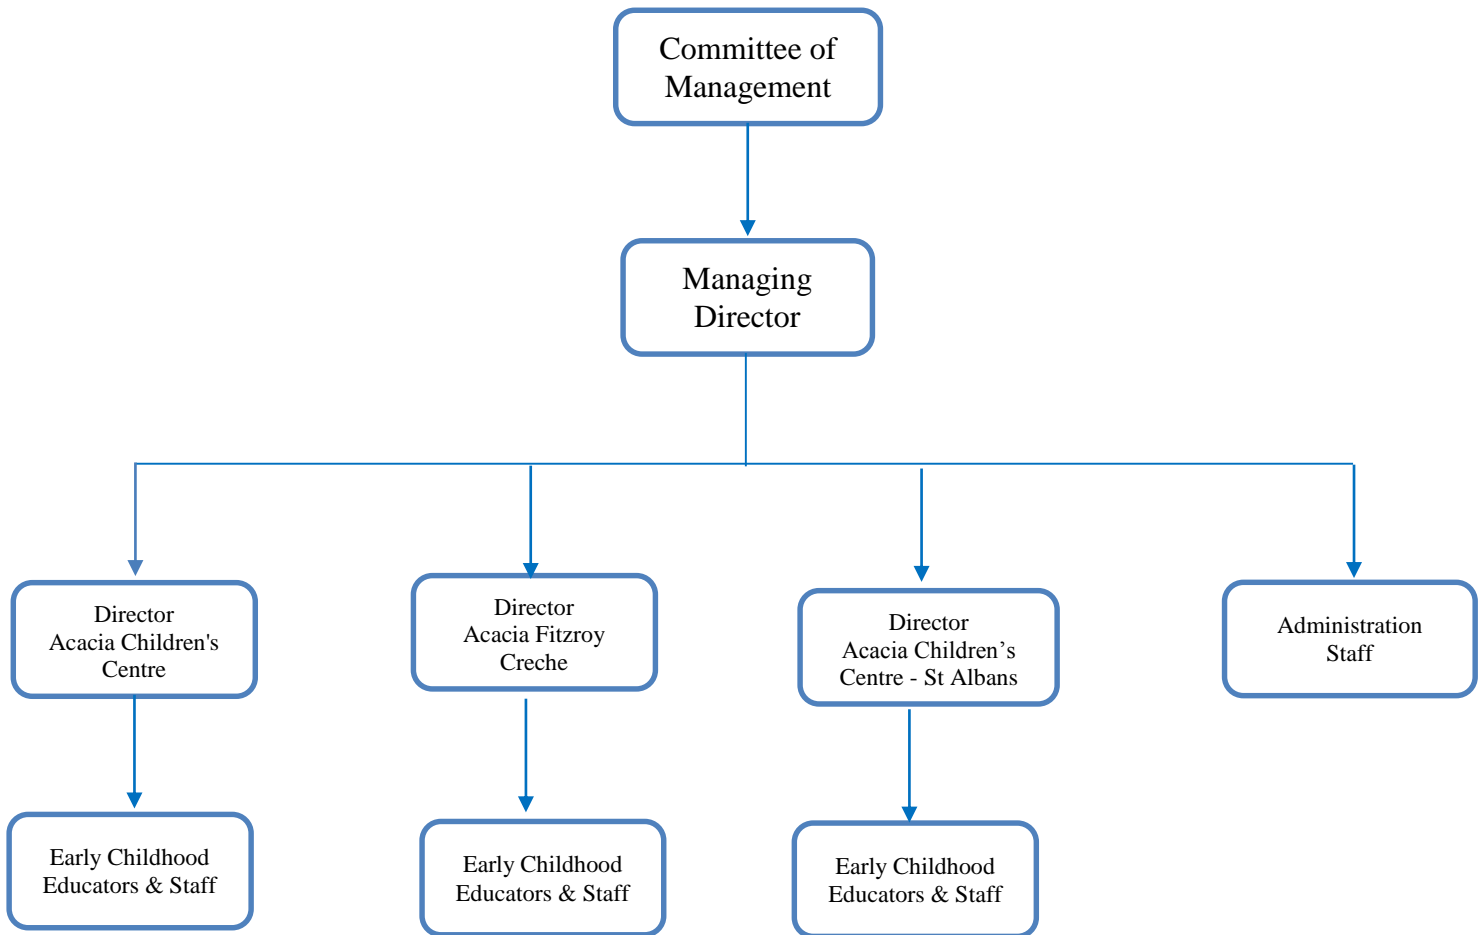 Committee of
Management
Managing
Director
Director
Acacia Children's
Centre
Director
Acacia Fitzroy
Creche
Director
Acacia Children’s
Centre - St Albans
Administration
Staff
Early Childhood
Educators & Staff
Early Childhood
Educators & Staff
Early Childhood
Educators & Staff